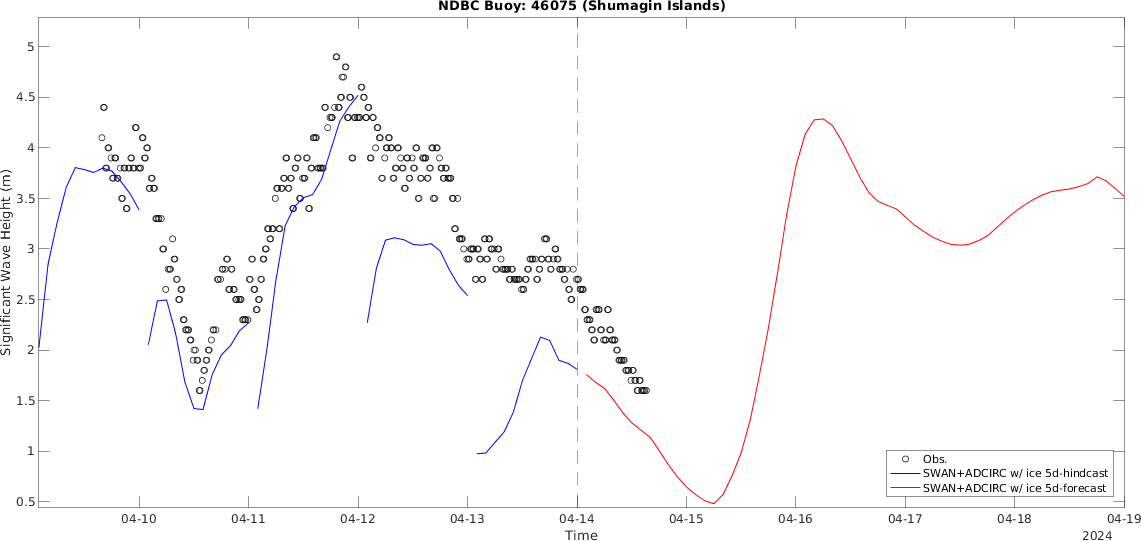 NDBC Buoy: 46075 (Shumagin Islands)
Significant Wave Height (m)
5
4.5
4
3.5
3
2.5
2
1.5
1
0.5
Obs.
SWAN+ADCIRC w/ ice 5d-hindcast
SWAN+ADCIRC w/ ice 5d-forecast
04-10 04-11 04-12 04-13 04-14 04-15 04-16 04-17 04-18 04-19
Time
2024